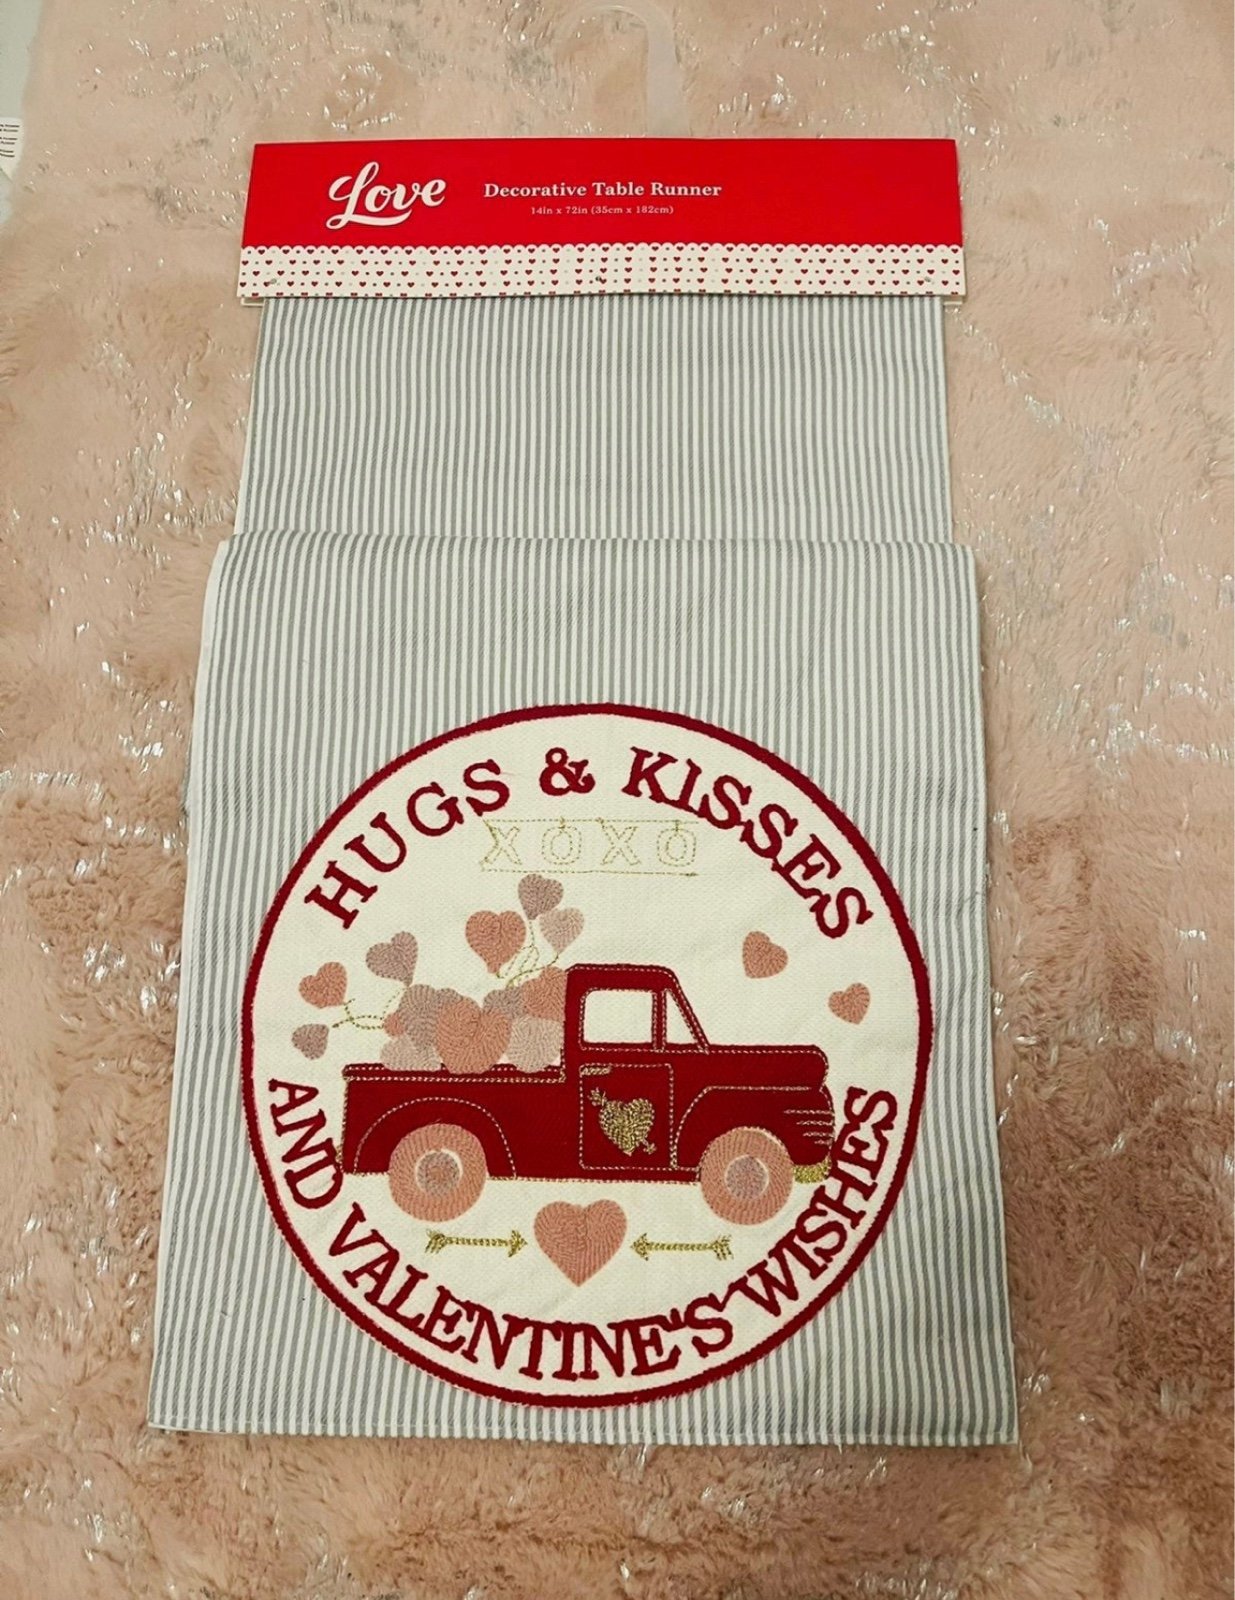 Love
Decorative Table Runner
14in x 72in (35cm x 182cm)
HUGS & KISSES
XOXO
AND VALENTINE'S WISHES